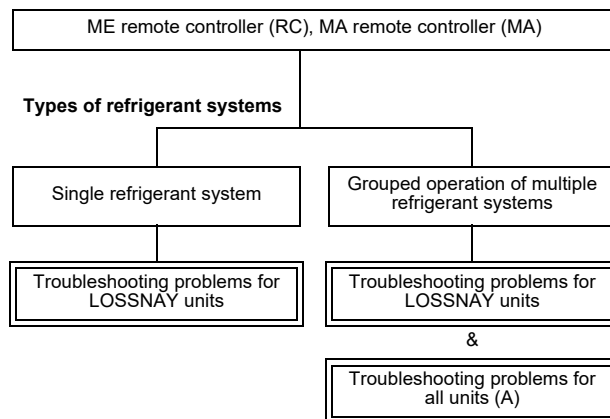 ME remote controller (RC), MA remote controller (MA)
Types of refrigerant systems
Single refrigerant system
Grouped operation of multiple
refrigerant systems
Troubleshooting problems for
LOSSNAY units
Troubleshooting problems for
LOSSNAY units
&
Troubleshooting problems for
all units (A)